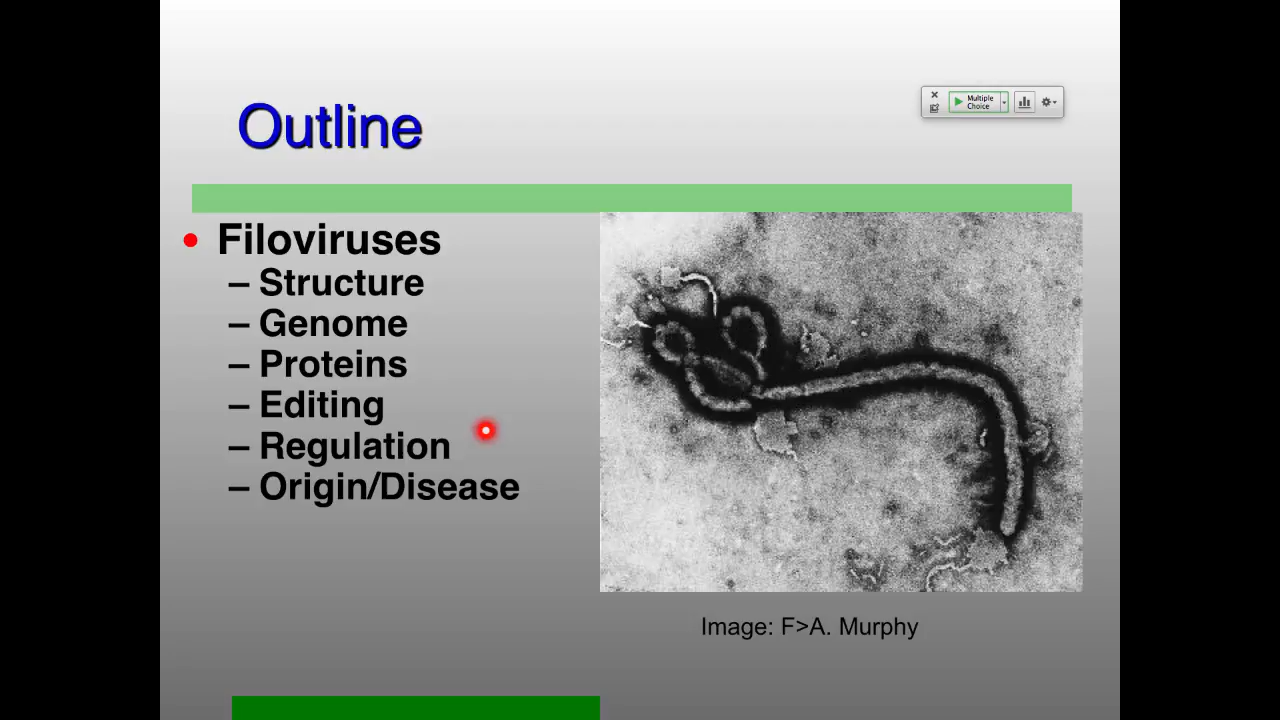 Outline
Multiple
Choice
• Filoviruses
– Structure
– Genome
– Proteins
– Editing
– Regulation
– Origin/Disease
Image: F>A. Murphy